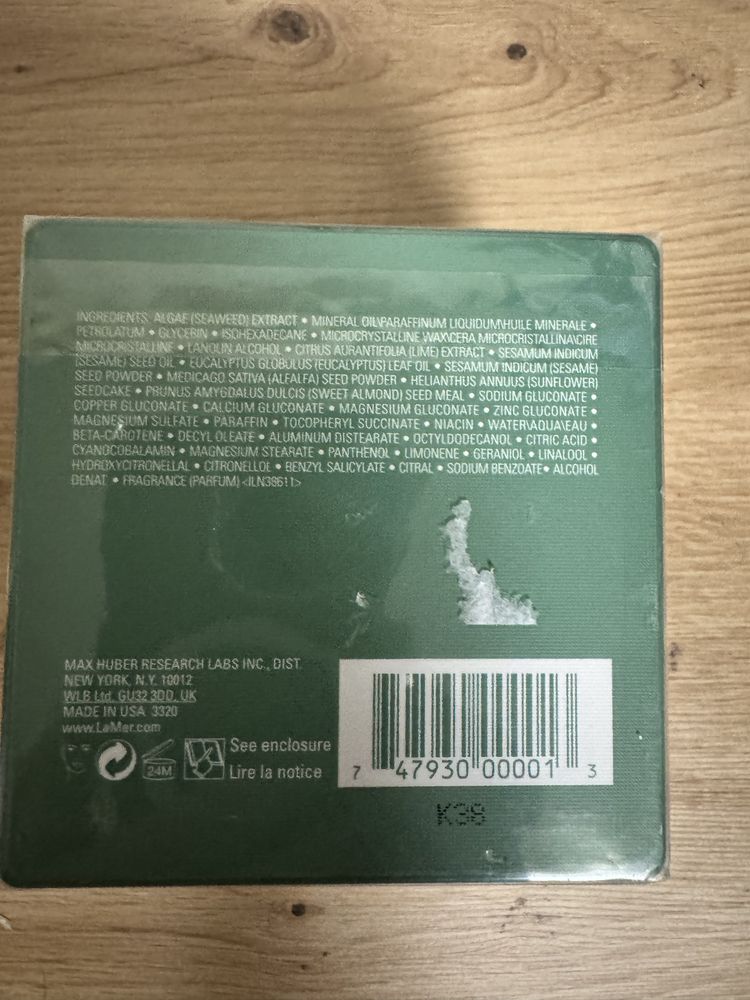 INGREDIENTS: ALGAE (SEAWEED) EXTRACT • MINERAL OIL\PARAFFINUM LIQUIDUM\HUILE MINERALE •
PETROLATUM • GLYCERIN • ISOHEXADECANE • MICROCRYSTALLINE WAX\CERA MICROCRISTALLINA\CIRE
MICROCRISTALLINE • LANOLIN ALCOHOL • CITRUS AURANTIFOLIA (LIME) EXTRACT • SESAMUM INDICUM
(SESAME) SEED OIL • EUCALYPTUS GLOBULUS (EUCALYPTUS) LEAF OIL • SESAMUM INDICUM (SESAME)
SEED POWDER • MEDICAGO SATIVA (ALFALFA) SEED POWDER • HELIANTHUS ANNUUS (SUNFLOWER)
SEEDCAKE • PRUNUS AMYGDALUS DULCIS (SWEET ALMOND) SEED MEAL • SODIUM GLUCONATE •
COPPER GLUCONATE • CALCIUM GLUCONATE • MAGNESIUM GLUCONATE • ZINC GLUCONATE •
MAGNESIUM SULFATE • PARAFFIN • TOCOPHERYL SUCCINATE • NIACIN • WATER\AQUA\EAU •
BETA-CAROTENE • DECYL OLEATE • ALUMINUM DISTEARATE • OCTYLDODECANOL • CITRIC ACID •
CYANOCOBALAMIN • MAGNESIUM STEARATE • PANTHENOL • LIMONENE • GERANIOL • LINALOOL •
HYDROXYCITRONELLAL • CITRONELLOL • BENZYL SALICYLATE • CITRAL • SODIUM BENZOATE • ALCOHOL
DENAT. • FRAGRANCE (PARFUM) <ILN39611>
MAX HUBER RESEARCH LABS INC., DIST.
NEW YORK, N.Y. 10012
WLB Ltd. GU32 3DD, UK
MADE IN USA 3320
www.LaMer.com
24M
See enclosure
Lire la notice
7 47930 00001 3
K38